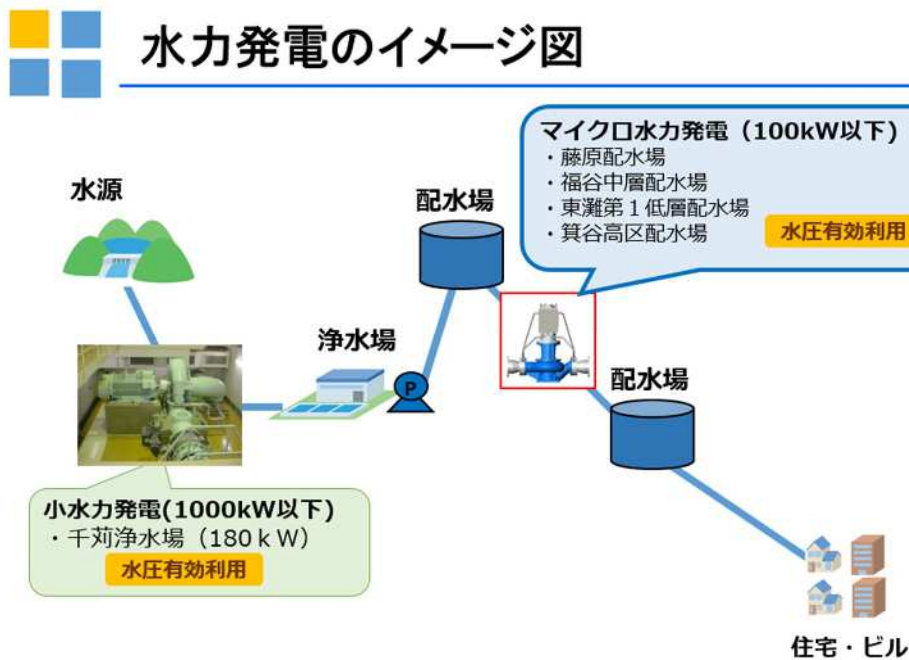 水力発電のイメージ図
マイクロ水力発電（100kW以下）
・藤原配水場
・福谷中層配水場
・東灘第１低層配水場
・箕谷高区配水場
水圧有効利用
水源
配水場
浄水場
P
配水場
小水力発電(1000kW以下)
・千苅浄水場（180ｋW）
水圧有効利用
住宅・ビル